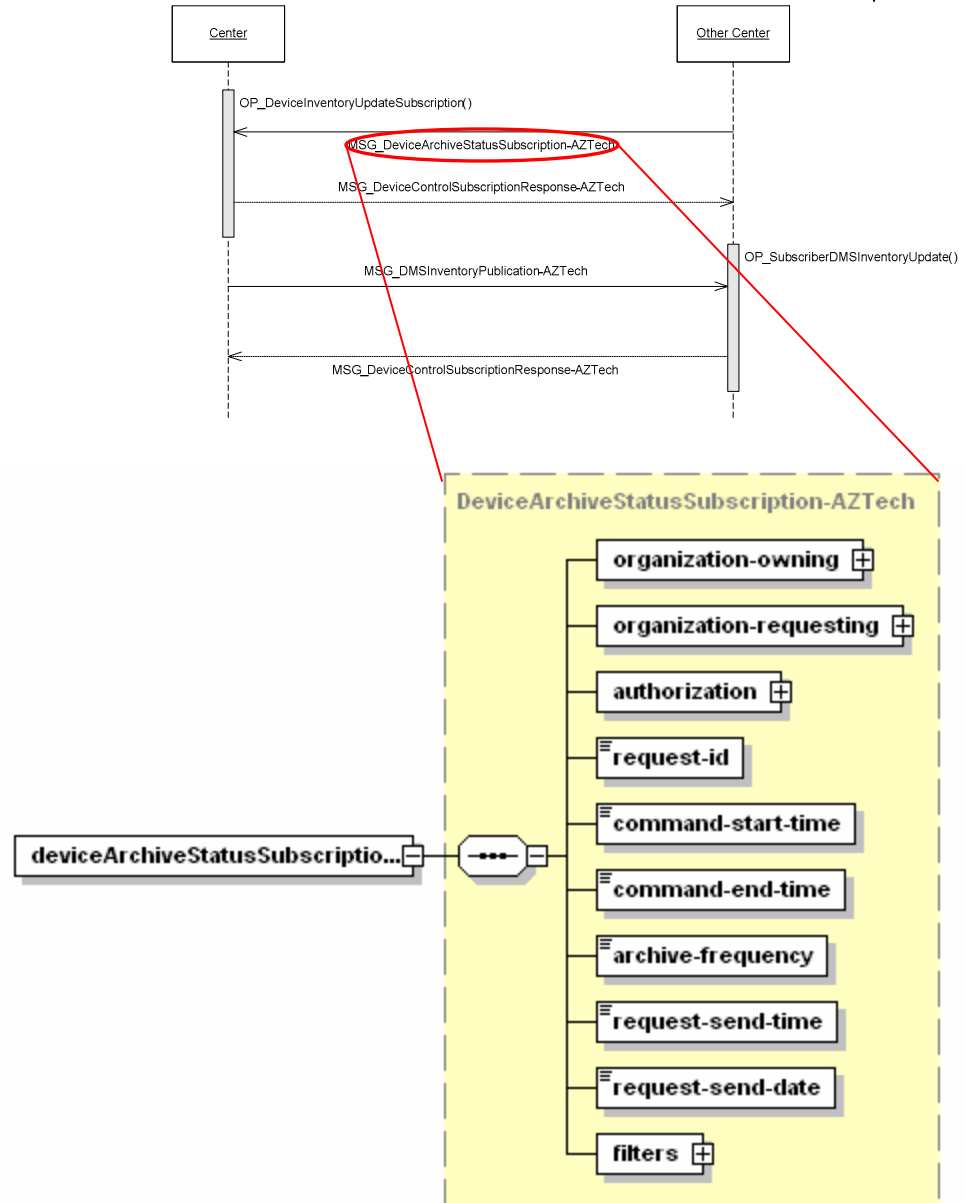 Center
Other Center
OP_DeviceInventoryUpdateSubscription()
MSG_DeviceArchiveStatusSubscription-AZTech
MSG_DeviceControlSubscriptionResponse-AZTech
OP_SubscriberDMSInventoryUpdate()
MSG_DMSInventoryPublication-AZTech
MSG_DeviceControlSubscriptionResponse-AZTech
DeviceArchiveStatusSubscription-AZTech
organization-owning
organization-requesting
authorization
request-id
command-start-time
deviceArchiveStatusSubscriptio...
command-end-time
archive-frequency
request-send-time
request-send-date
filters